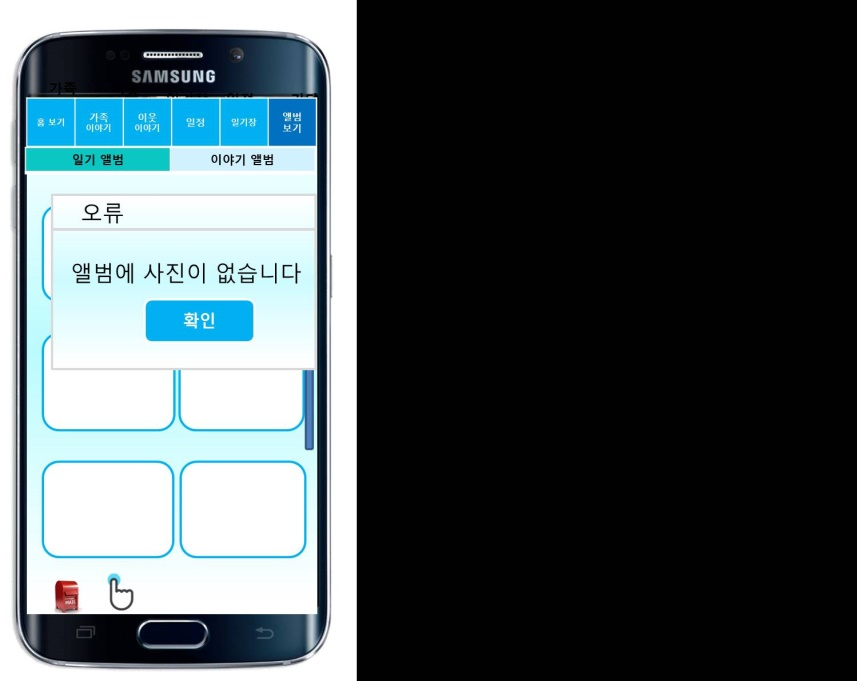 SAMSUNG
가족
홈 보기
가족
이야기
이웃
이야기
일정
일기장
앨범
보기
일기 앨범
이야기 앨범
오류
앨범에 사진이 없습니다
확인